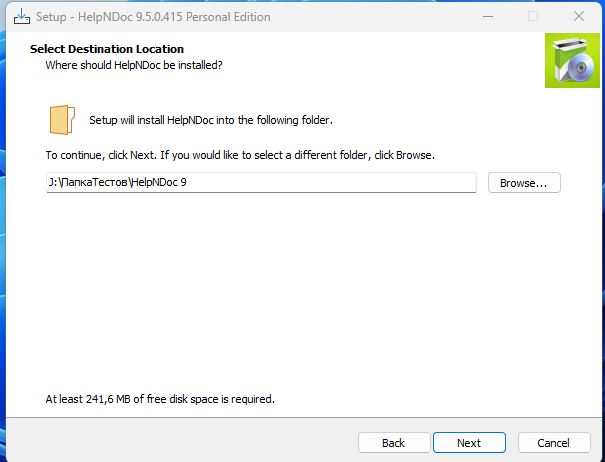 Setup - HelpNDoc 9.5.0.415 Personal Edition
Select Destination Location
Where should HelpNDoc be installed?
Setup will install HelpNDoc into the following folder.
To continue, click Next. If you would like to select a different folder, click Browse.
J:\ПапкаТестов\HelpNDoc 9
Browse...
At least 241,6 MB of free disk space is required.
Back
Next
Cancel